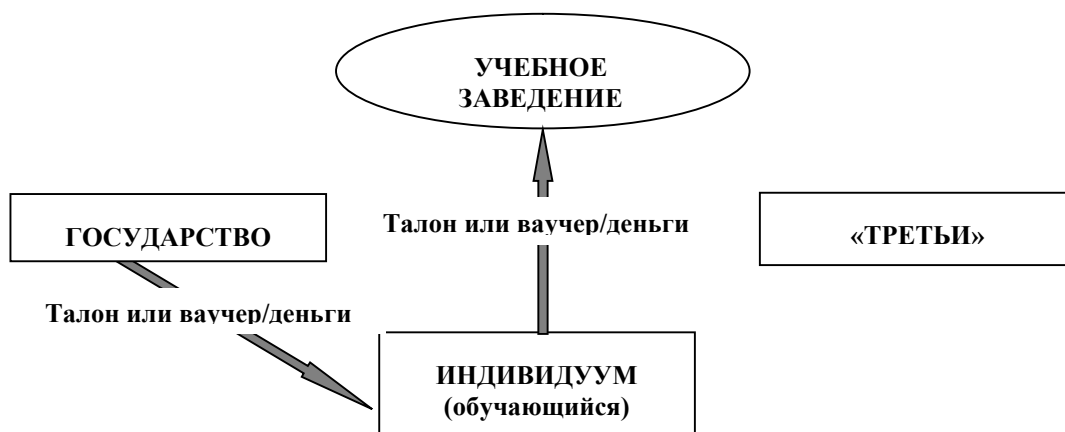 УЧЕБНОЕ
ЗАВЕДЕНИЕ
ГОСУДАРСТВО
Талон или ваучер/деньги
«ТРЕТЬИ»
Талон или ваучер/деньги
ИНДИВИДУУМ
(обучающийся)